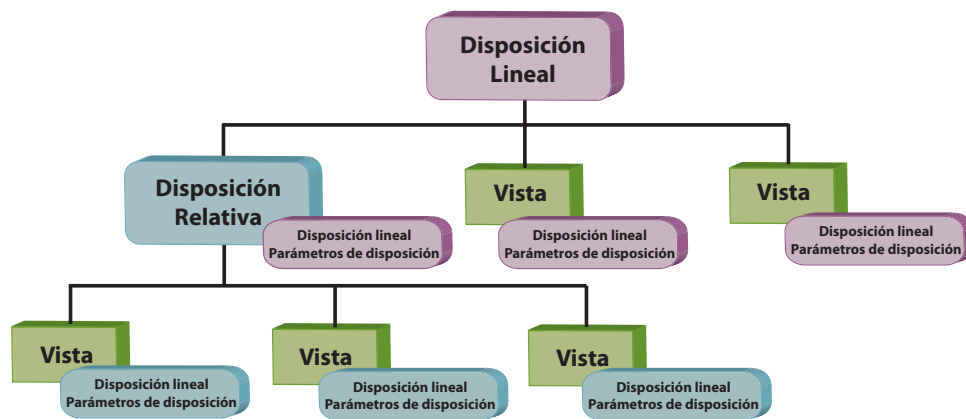 Disposición
Lineal
Disposición
Relativa
Disposición lineal
Parámetros de disposición
Vista
Disposición lineal
Parámetros de disposición
Vista
Disposición lineal
Parámetros de disposición
Vista
Disposición lineal
Parámetros de disposición
Vista
Disposición lineal
Parámetros de disposición
Vista
Disposición lineal
Parámetros de disposición